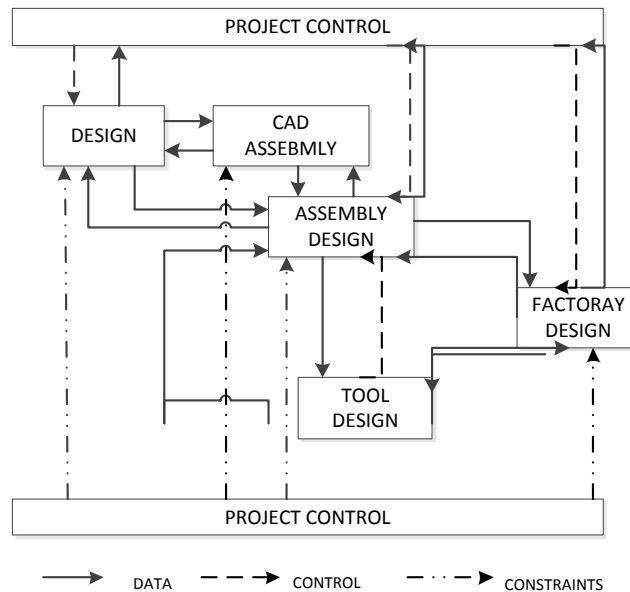 PROJECT CONTROL
DESIGN
CAD
ASSEBMLY
ASSEMBLY
DESIGN
FACTORAY
DESIGN
TOOL
DESIGN
PROJECT CONTROL
DATA
CONTROL
CONSTRAINTS